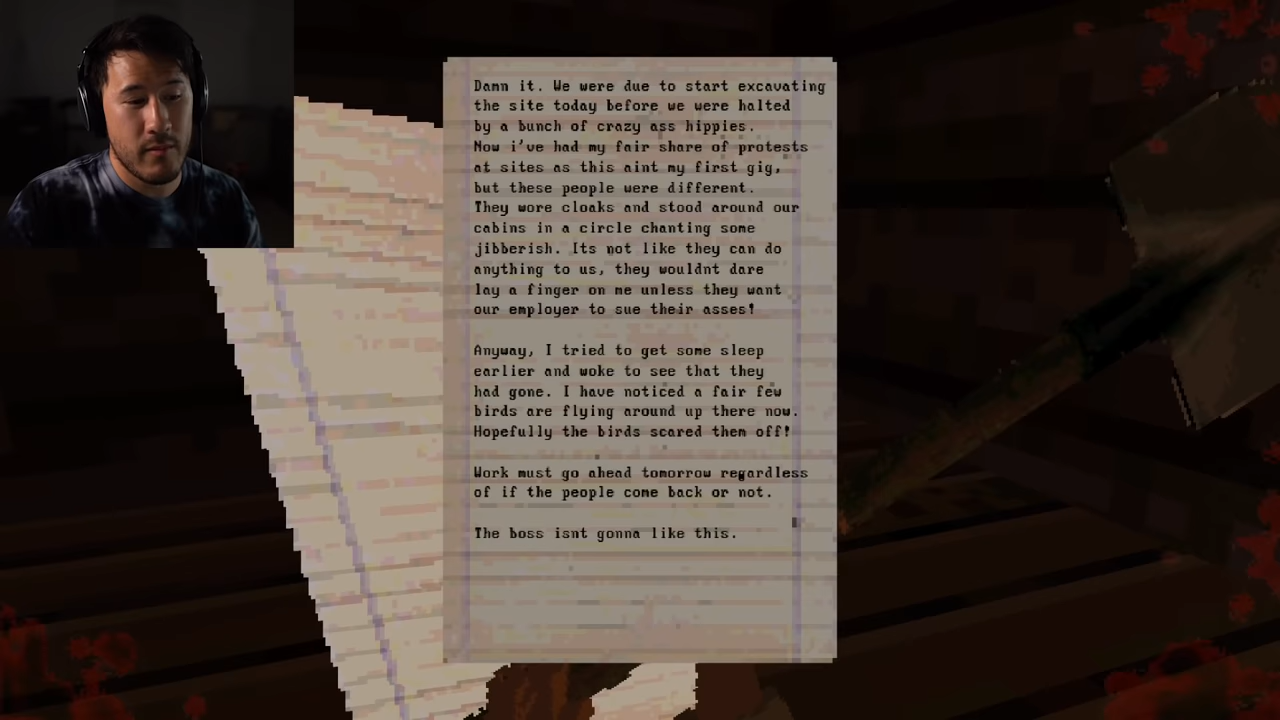 Damn it. We were due to start excavating
the site today before we were halted
by a bunch of crazy ass hippies.
Now i've had my fair share of protests
at sites as this aint my first gig,
but these people were different.
They wore cloaks and stood around our
cabins in a circle chanting some
jibberish. Its not like they can do
anything to us, they wouldnt dare
lay a finger on me unless they want
our employer to sue their asses!
Anyway, I tried to get some sleep
earlier and woke to see that they
had gone. I have noticed a fair few
birds are flying around up there now.
Hopefully the birds scared them off!
Work must go ahead tomorrow regardless
of if the people come back or not.
The boss isnt gonna like this.